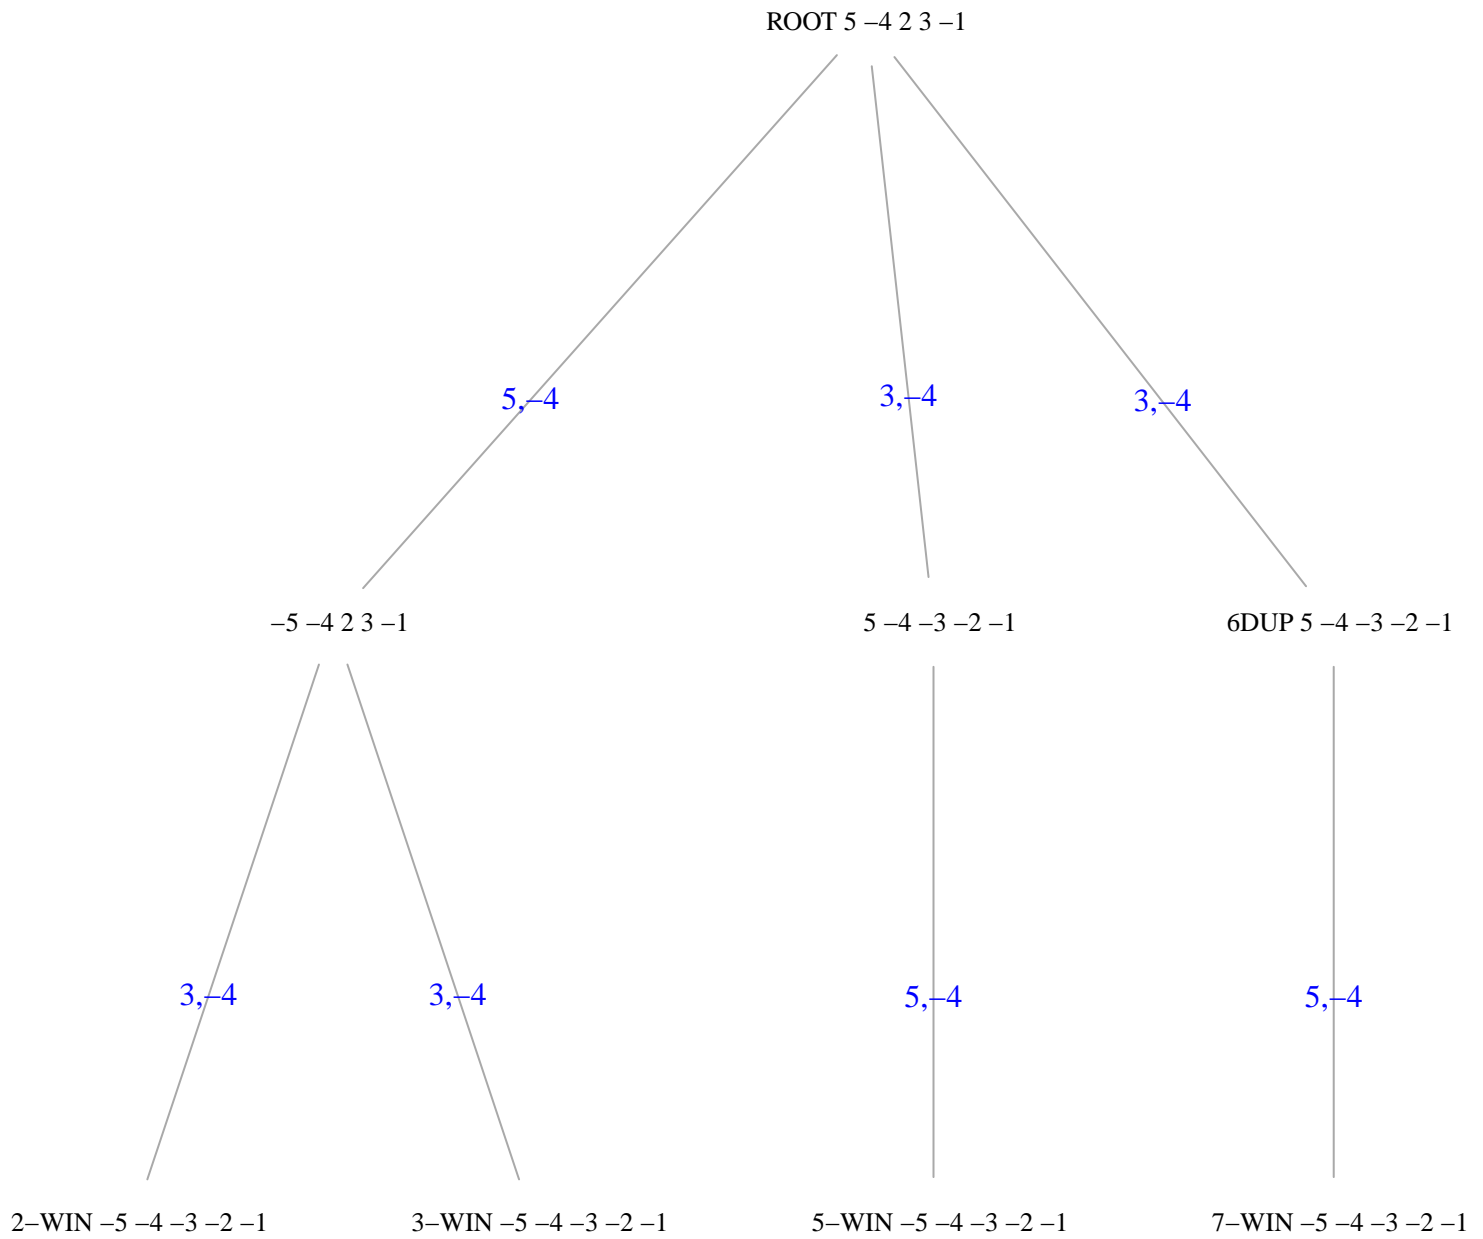 ROOT 5 –4 2 3 –1
5,–4
3,–4
3,–4
–5 –4 2 3 –1
5 –4 –3 –2 –1
6DUP 5 –4 –3 –2 –1
3,–4
3,–4
5,–4
5,–4
2–WIN –5 –4 –3 –2 –1
3–WIN –5 –4 –3 –2 –1
5–WIN –5 –4 –3 –2 –1
7–WIN –5 –4 –3 –2 –1